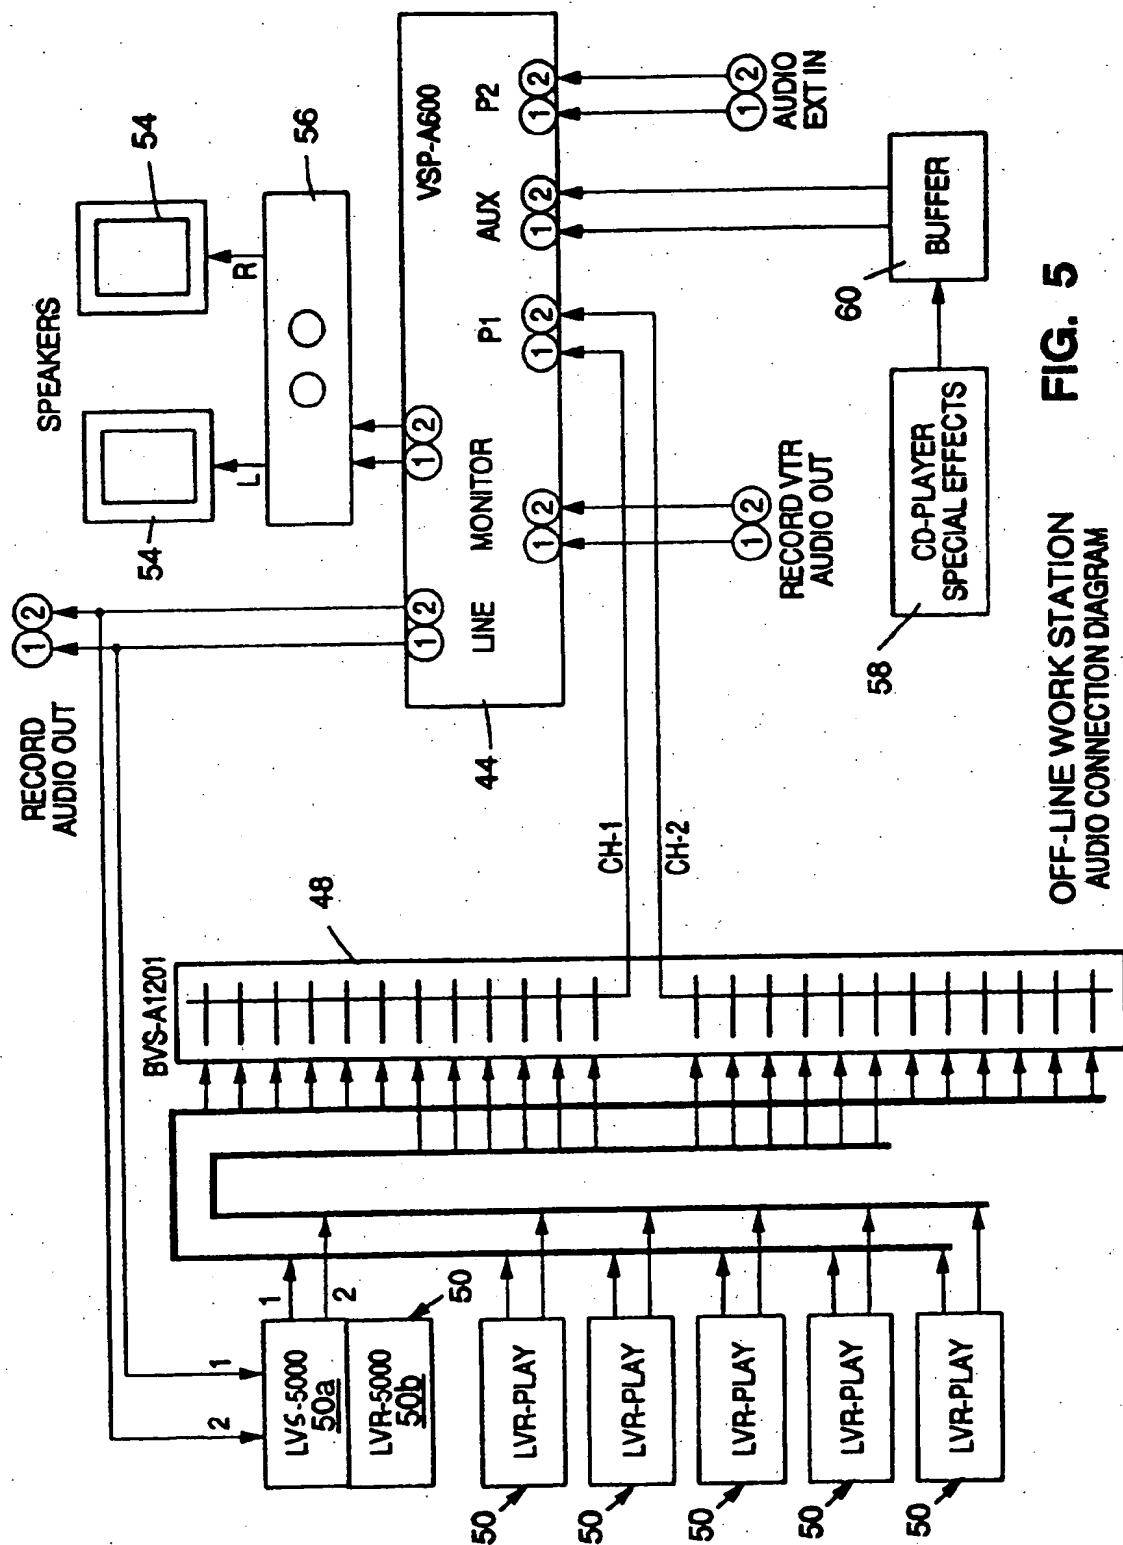 RECORD
AUDIO OUT
1 2
SPEAKERS
54
54
L
R
56
1 2
LINE
1 2
MONITOR
VSP-A600
44
1 2
1 2
P1
1 2
AUX
1 2
P2
1 2
RECORD VTR
AUDIO OUT
1 2
AUDIO
EXT IN
CH-1
CH-2
BVS-A1201
48
CD-PLAYER
SPECIAL EFFECTS
58
BUFFER
60
2
1
1
2
LVS-5000
50a
LVR-5000
50b
50
LVR-PLAY
50
LVR-PLAY
50
LVR-PLAY
50
LVR-PLAY
50
LVR-PLAY
50
OFF-LINE WORK STATION
AUDIO CONNECTION DIAGRAM
FIG. 5